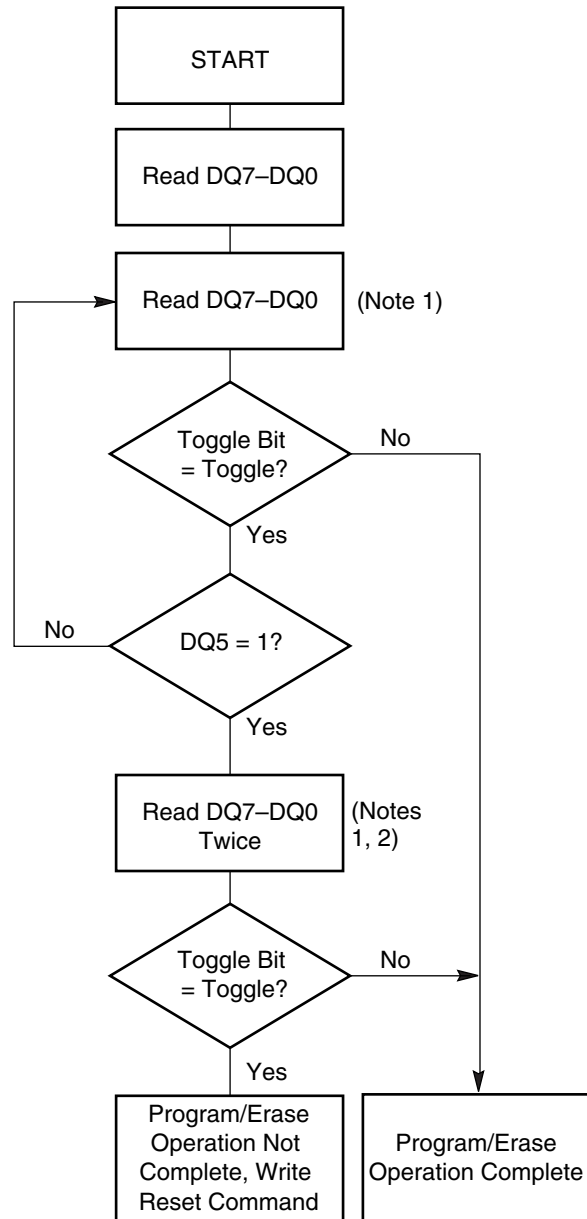 START
Read DQ7–DQ0
Read DQ7–DQ0
(Note 1)
Toggle Bit
= Toggle?
No
Yes
DQ5 = 1?
No
Yes
Read DQ7–DQ0
Twice
(Notes
1, 2)
Toggle Bit
= Toggle?
No
Yes
Program/Erase
Operation Not
Complete, Write
Reset Command
Program/Erase
Operation Complete